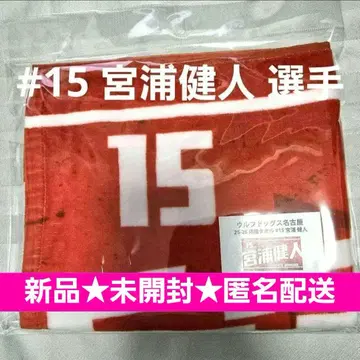 #15 宮浦健人 選手
15
ウルフドッグス名古屋
宮浦健人
新品★未開封★匿名配送